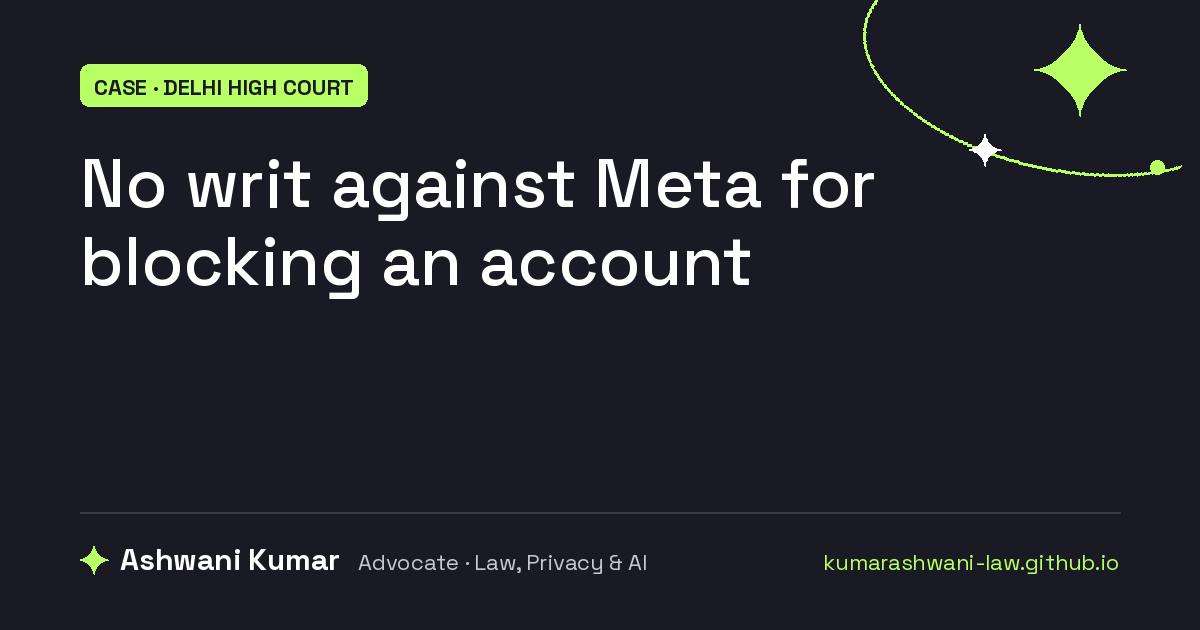 CASE · DELHI HIGH COURT
No writ against Meta for
blocking an account
Ashwani Kumar Advocate · Law, Privacy & AI kumarashwani-law.github.io